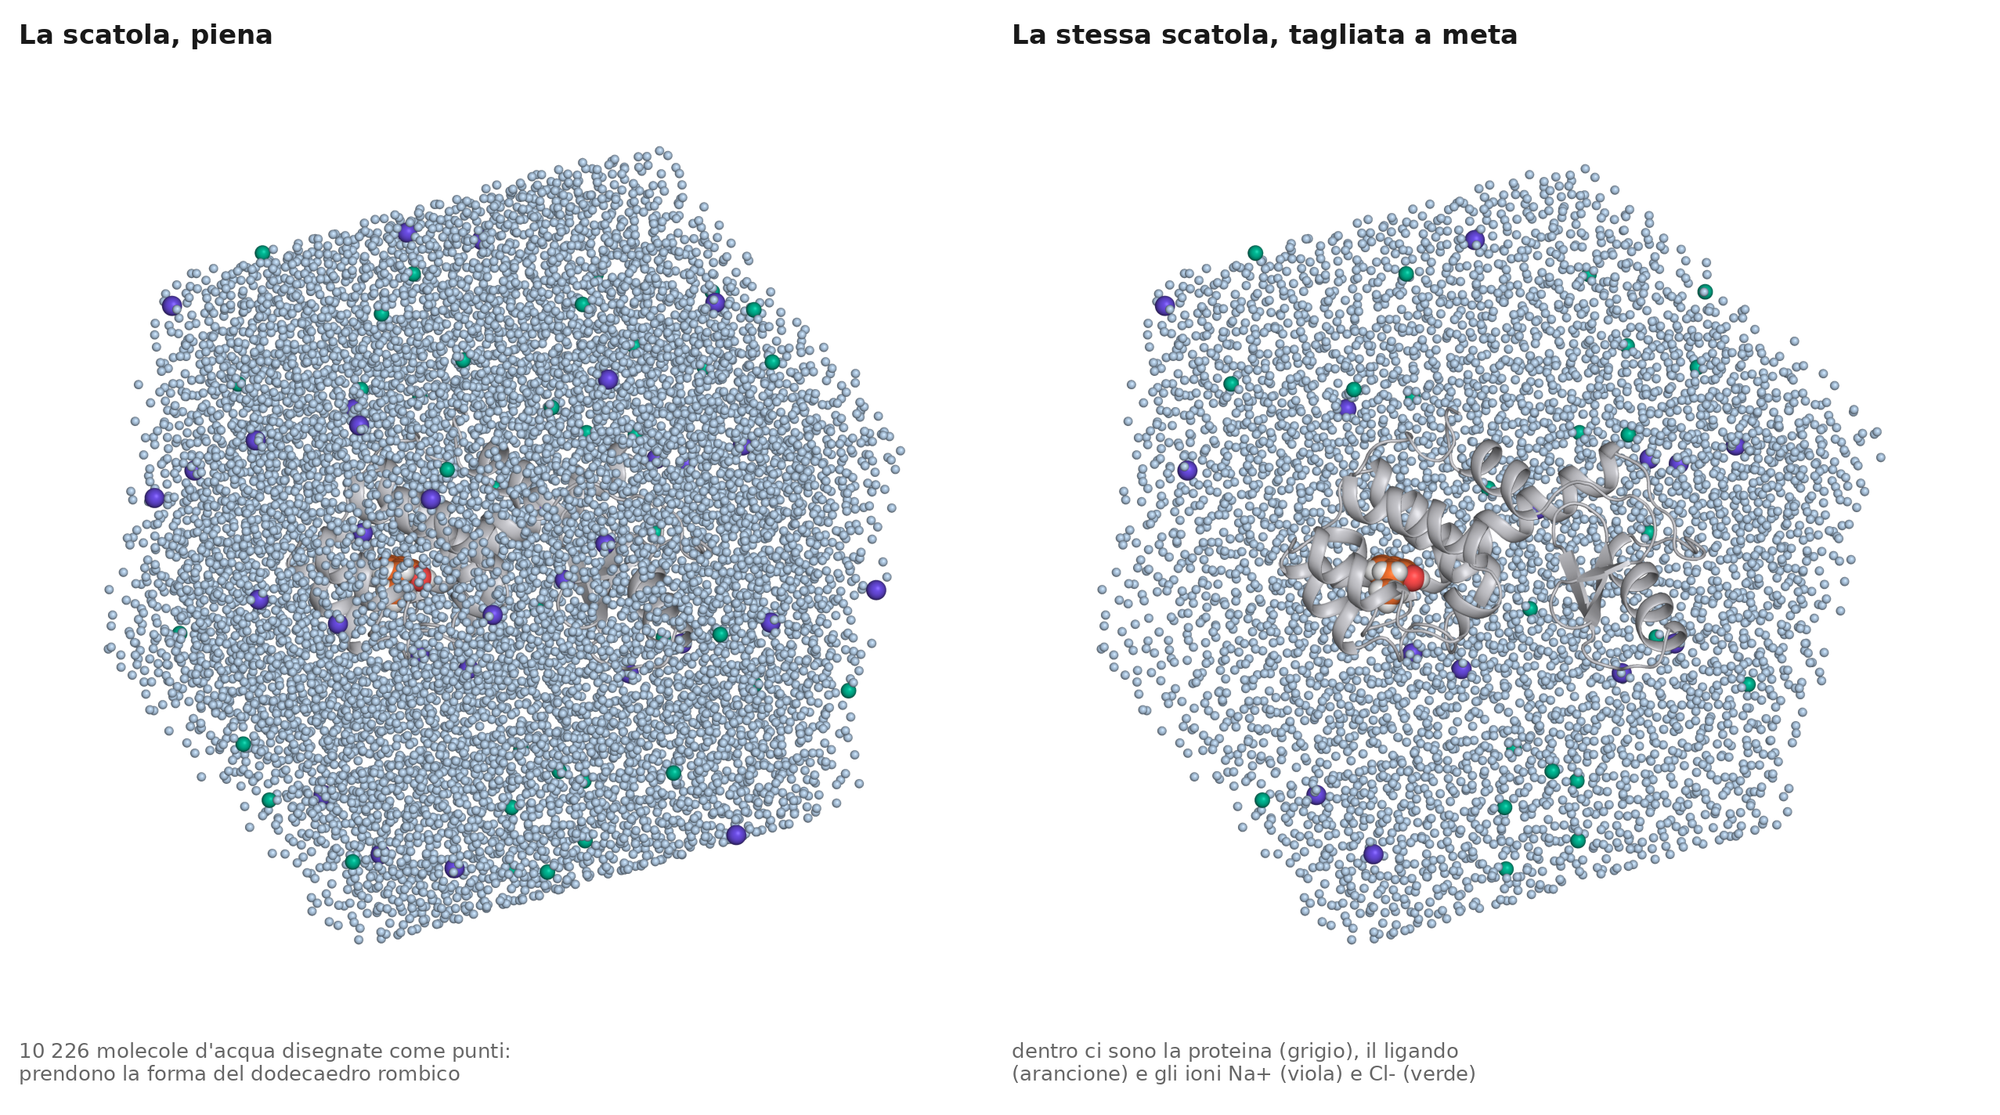 La scatola, piena
La stessa scatola, tagliata a meta
10 226 molecole d'acqua disegnate come punti:
prendono la forma del dodecaedro rombico
dentro ci sono la proteina (grigio), il ligando
(arancione) e gli ioni Na+ (viola) e Cl- (verde)